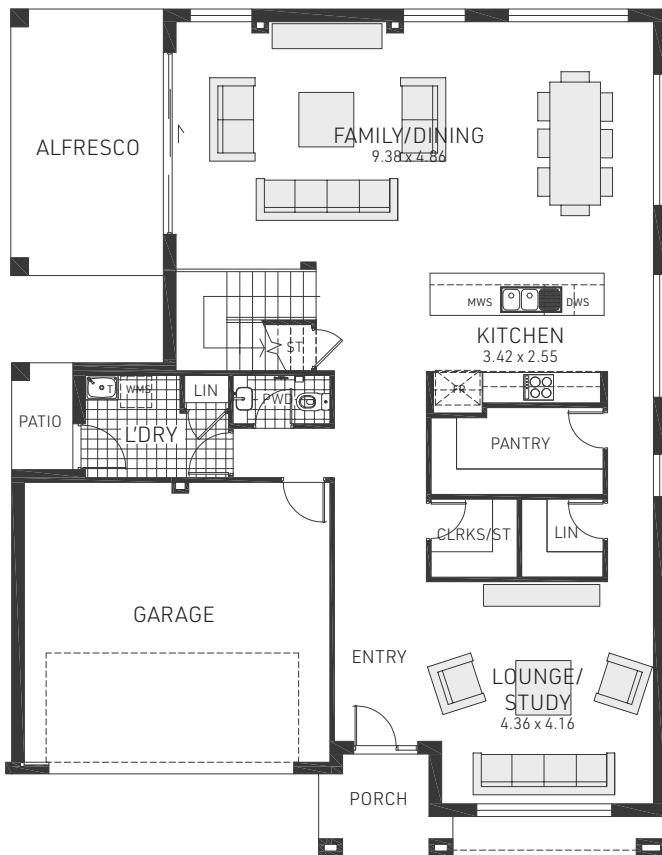 ALFRESCO
FAMILY/DINING
9.38 x 4.86
MWS
DWS
KITCHEN
3.42 x 2.55
ST
T
WMS
LIN
PWD
FR
PATIO
L'DRY
PANTRY
CLRKS/ST
LIN
GARAGE
ENTRY
LOUNGE/
STUDY
4.36 x 4.16
PORCH